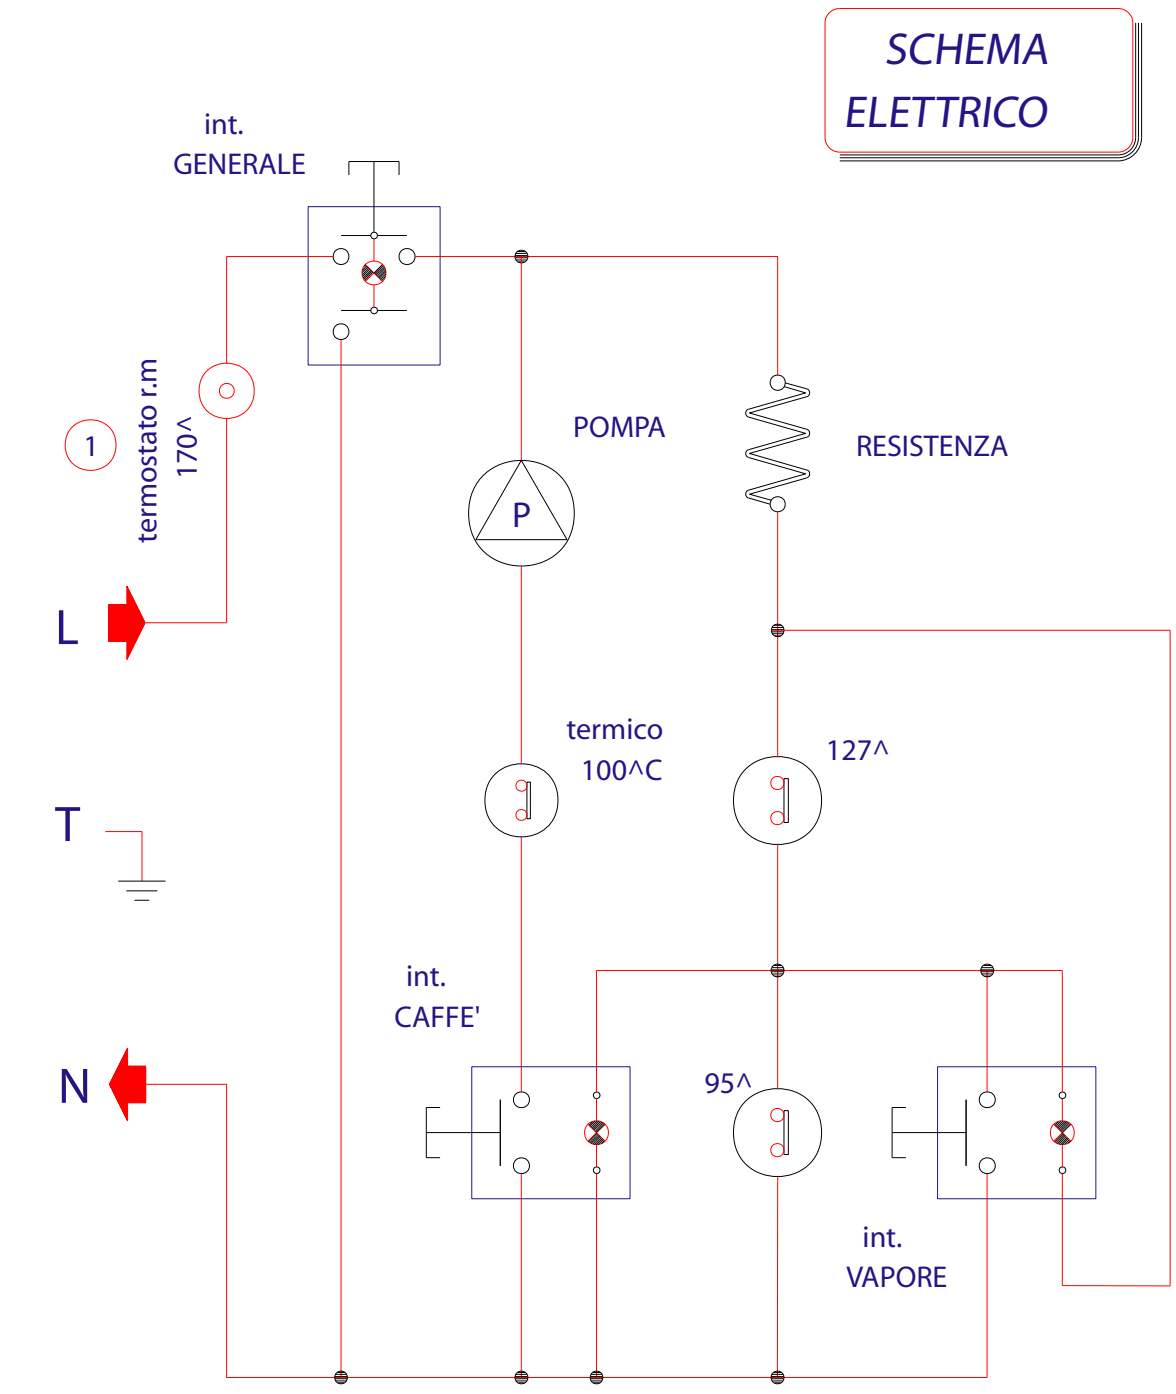 SCHEMA
ELETTRICO
int.
GENERALE
termostato r.m
170^
1
POMPA
P
RESISTENZA
L
termico
100^C
127^
T
int.
CAFFE'
N
95^
int.
VAPORE